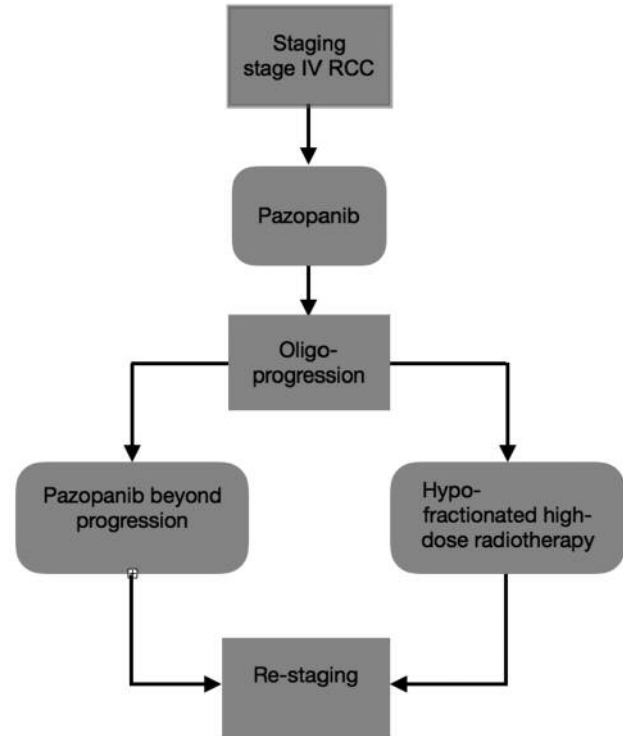 Staging
stage IV RCC
Pazopanib
Oligo-
progression
Pazopanib beyond
progression
Hypo-
fractionated high-
dose radiotherapy
Re-staging